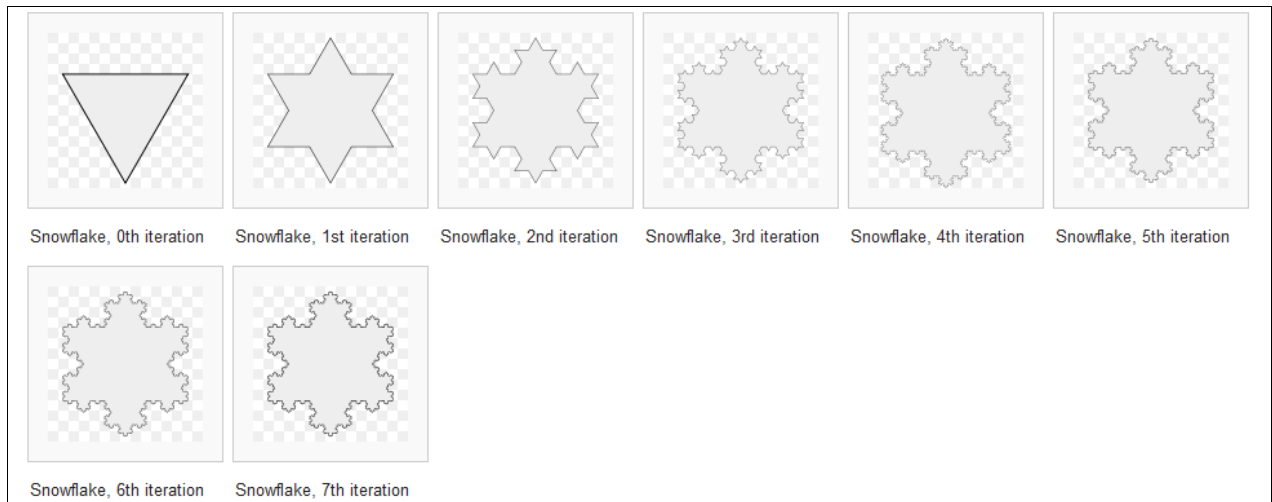 Snowflake, 0th iteration
Snowflake, 1st iteration
Snowflake, 2nd iteration
Snowflake, 3rd iteration
Snowflake, 4th iteration
Snowflake, 5th iteration
Snowflake, 6th iteration
Snowflake, 7th iteration